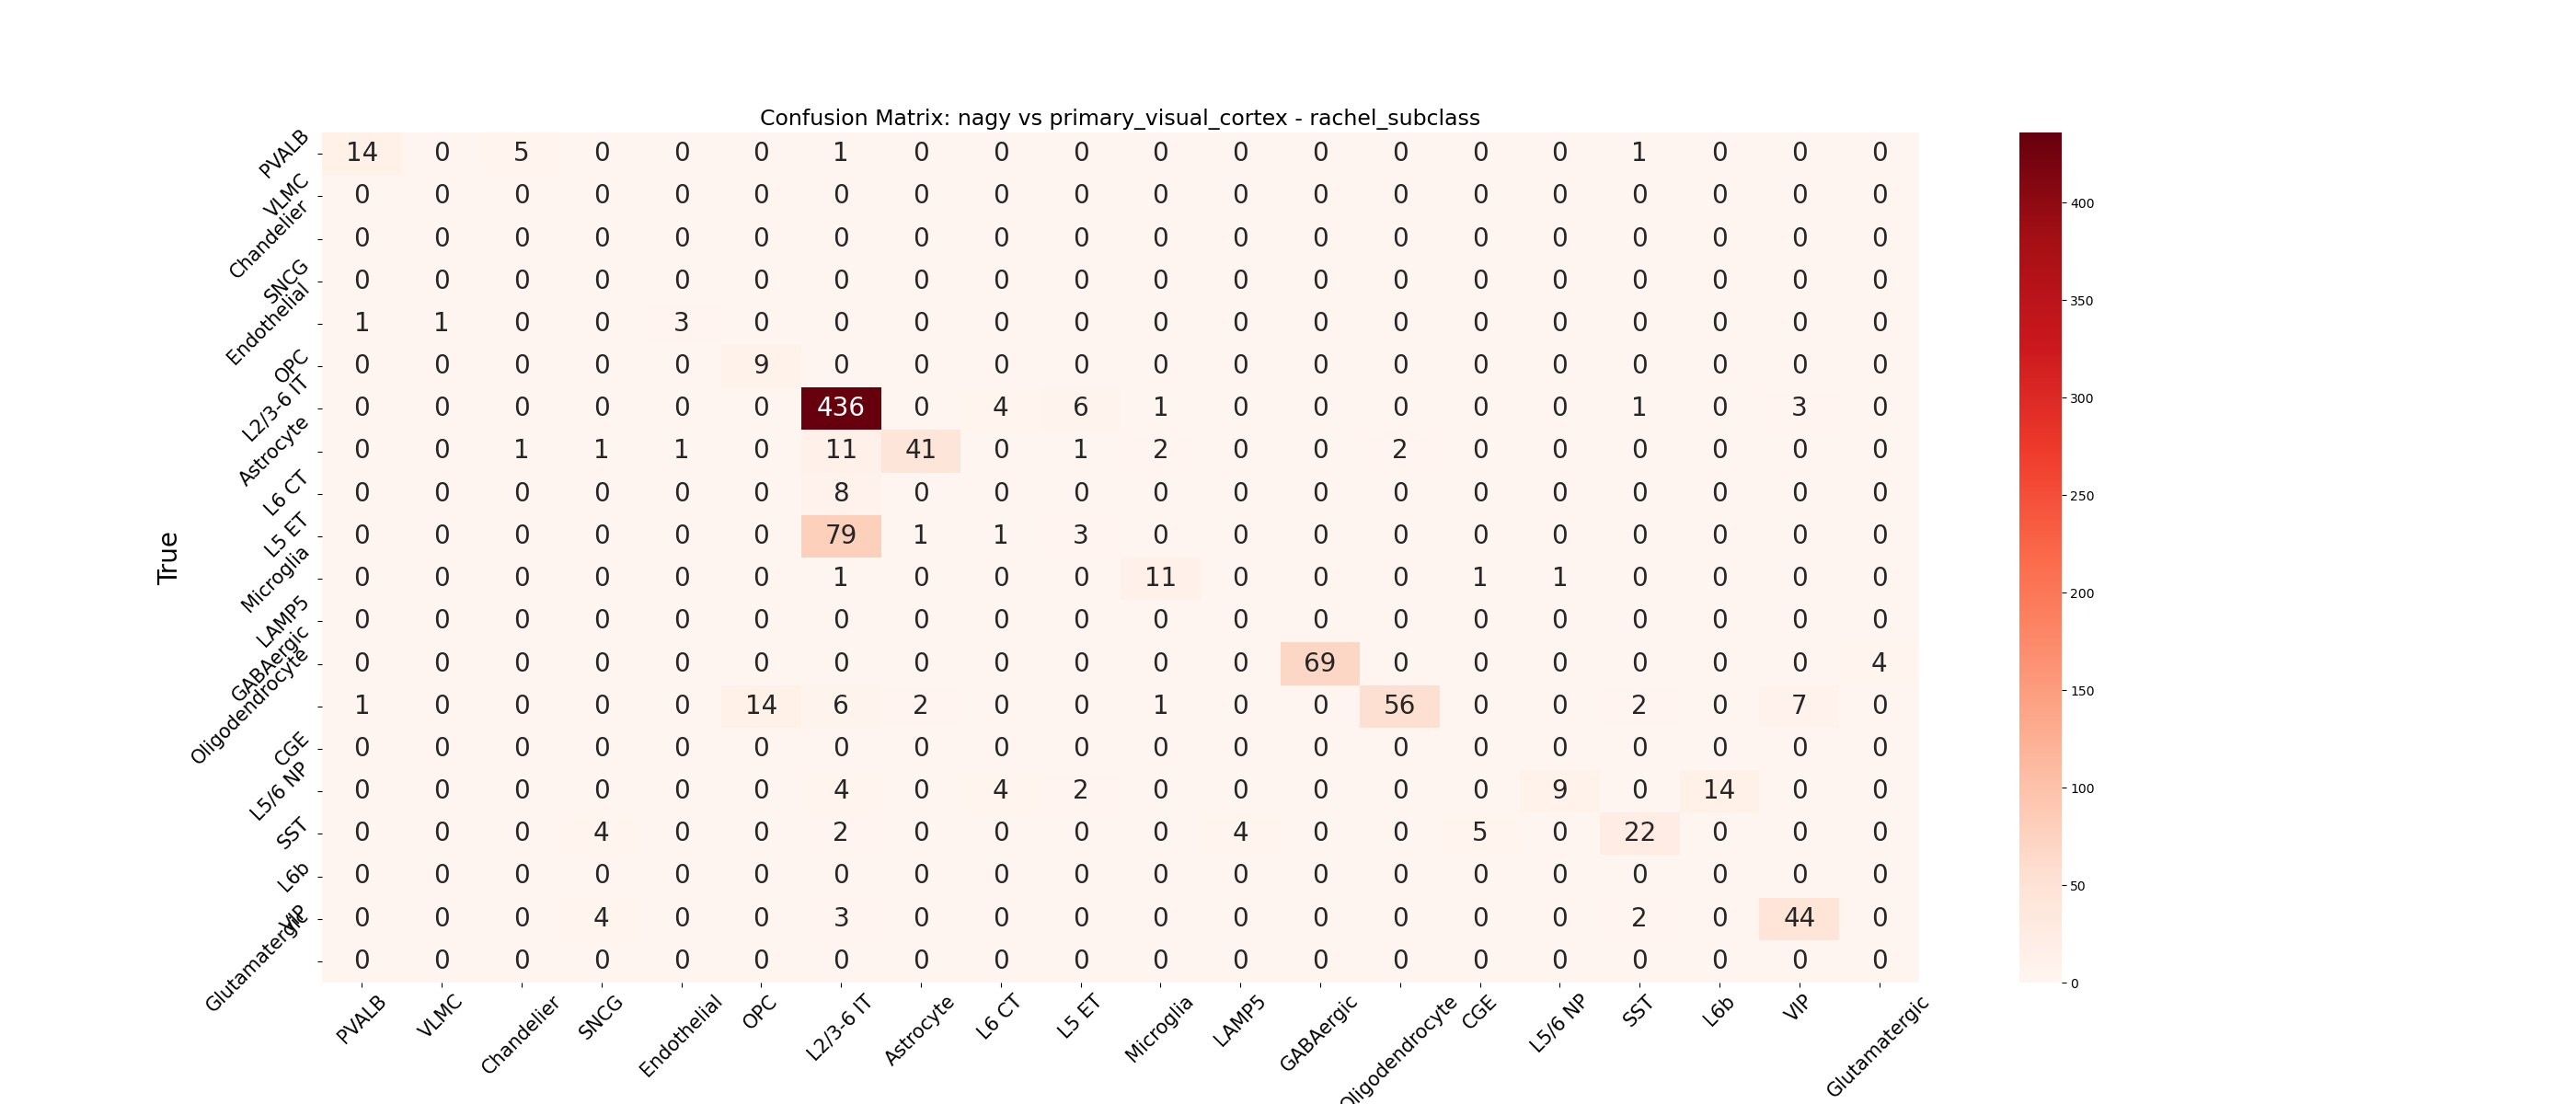 Confusion Matrix: nagy vs primary_visual_cortex - rachel_subclass
True
PVALB 14 0 5 0 0 0 1 0 0 0 0 0 0 0 0 0 1 0 0 0
VLMC 0 0 0 0 0 0 0 0 0 0 0 0 0 0 0 0 0 0 0 0
Chandelier 0 0 0 0 0 0 0 0 0 0 0 0 0 0 0 0 0 0 0 0
SNCG 0 0 0 0 0 0 0 0 0 0 0 0 0 0 0 0 0 0 0 0
Endothelial 1 1 0 0 3 0 0 0 0 0 0 0 0 0 0 0 0 0 0 0
OPC 0 0 0 0 0 9 0 0 0 0 0 0 0 0 0 0 0 0 0 0
L2/3-6 IT 0 0 0 0 0 0 436 0 4 6 1 0 0 0 0 0 1 0 3 0
Astrocyte 0 0 1 1 1 0 11 41 0 1 2 0 0 2 0 0 0 0 0 0
L6 CT 0 0 0 0 0 0 8 0 0 0 0 0 0 0 0 0 0 0 0 0
L5 ET 0 0 0 0 0 0 79 1 1 3 0 0 0 0 0 0 0 0 0 0
Microglia 0 0 0 0 0 0 1 0 0 0 11 0 0 0 1 1 0 0 0 0
LAMP5 0 0 0 0 0 0 0 0 0 0 0 0 0 0 0 0 0 0 0 0
GABAergic 0 0 0 0 0 0 0 0 0 0 0 0 69 0 0 0 0 0 0 4
Oligodendrocyte 1 0 0 0 0 14 6 2 0 0 1 0 0 56 0 0 2 0 7 0
CGE 0 0 0 0 0 0 0 0 0 0 0 0 0 0 0 0 0 0 0 0
L5/6 NP 0 0 0 0 0 0 4 0 4 2 0 0 0 0 0 9 0 14 0 0
SST 0 0 0 4 0 0 2 0 0 0 0 4 0 0 5 0 22 0 0 0
L6b 0 0 0 0 0 0 0 0 0 0 0 0 0 0 0 0 0 0 0 0
VIP 0 0 0 4 0 0 3 0 0 0 0 0 0 0 0 0 2 0 44 0
Glutamatergic 0 0 0 0 0 0 0 0 0 0 0 0 0 0 0 0 0 0 0 0
PVALB VLMC Chandelier SNCG Endothelial OPC L2/3-6 IT Astrocyte L6 CT L5 ET Microglia LAMP5 GABAergic Oligodendrocyte CGE L5/6 NP SST L6b VIP Glutamatergic
400
350
300
250
200
150
100
50
0